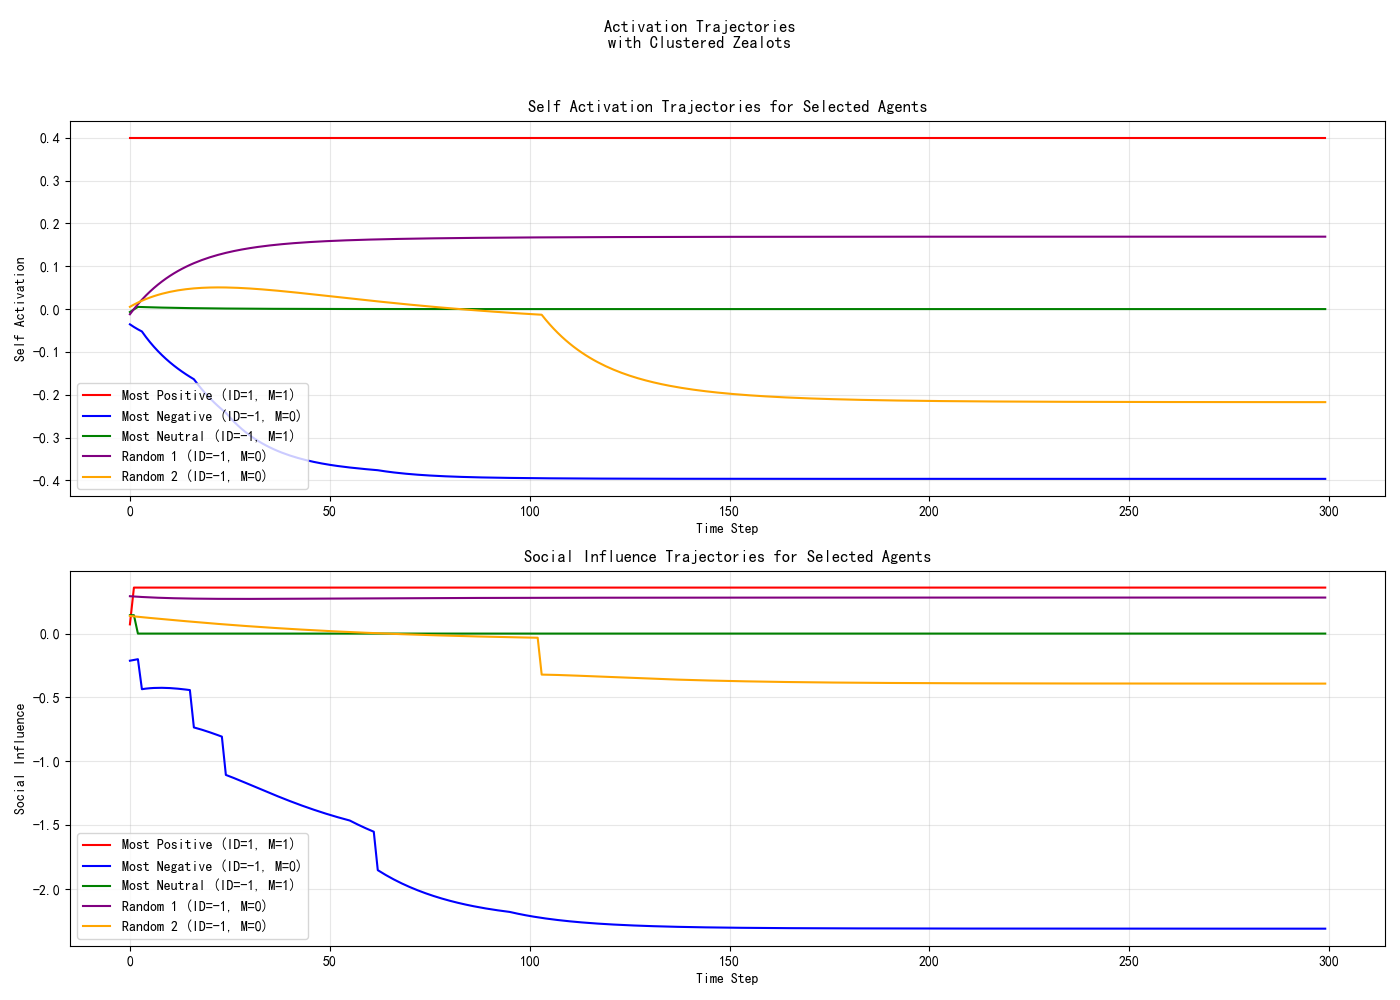 Activation Trajectories
with Clustered Zealots
Self Activation Trajectories for Selected Agents
Self Activation
0.4
0.3
0.2
0.1
0.0
−0.1
−0.2
−0.3
−0.4
Most Positive (ID=1, M=1)
Most Negative (ID=-1, M=0)
Most Neutral (ID=-1, M=1)
Random 1 (ID=-1, M=0)
Random 2 (ID=-1, M=0)
0 50 100 150 200 250 300
Time Step
Social Influence Trajectories for Selected Agents
Social Influence
0.0
−0.5
−1.0
−1.5
−2.0
Most Positive (ID=1, M=1)
Most Negative (ID=-1, M=0)
Most Neutral (ID=-1, M=1)
Random 1 (ID=-1, M=0)
Random 2 (ID=-1, M=0)
0 50 100 150 200 250 300
Time Step